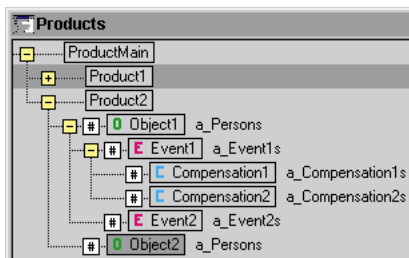 Products
ProductMain
Product1
Product2
# O Object1 a_Persons
# E Event1 a_Event1s
# C Compensation1 a_Compensation1s
# C Compensation2 a_Compensation2s
# E Event2 a_Event2s
# O Object2 a_Persons